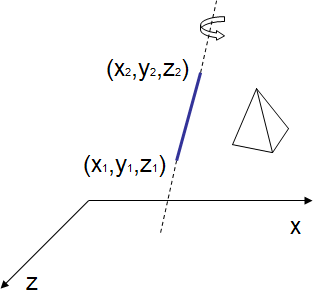 (x₂,y₂,z₂)
(x₁,y₁,z₁)
x
z